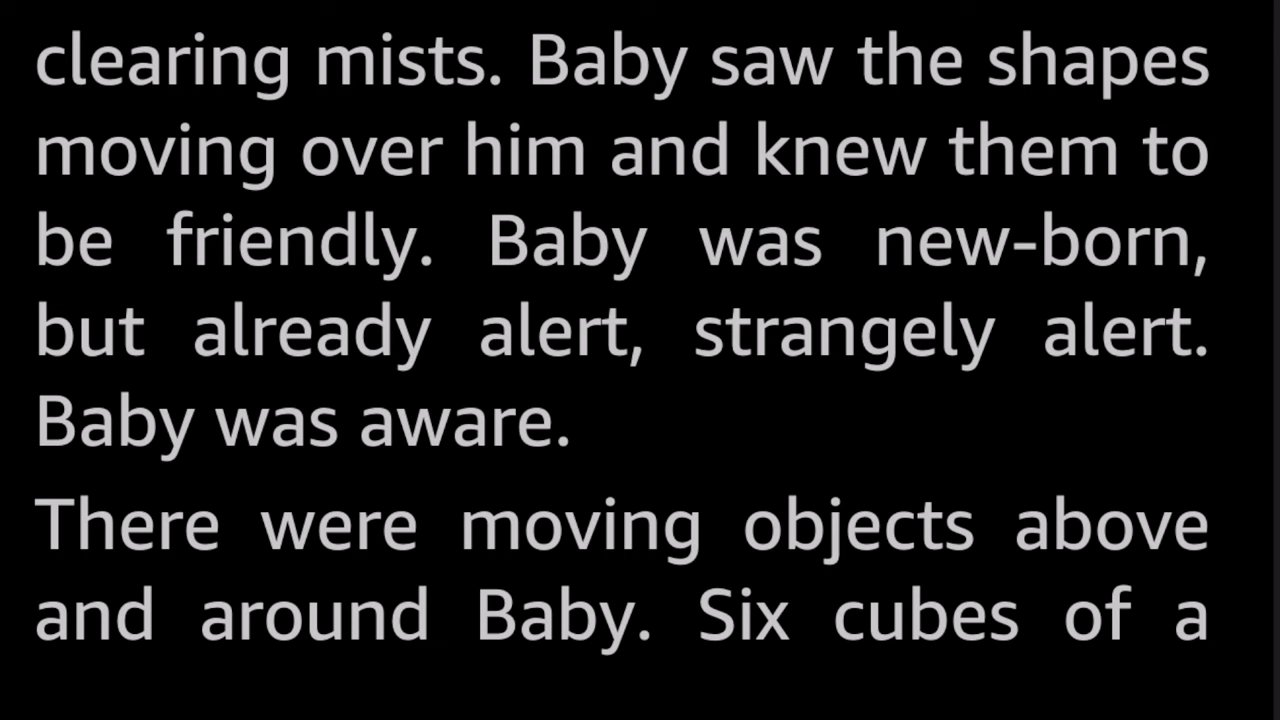 clearing mists. Baby saw the shapes
moving over him and knew them to
be friendly. Baby was new-born,
but already alert, strangely alert.
Baby was aware.
There were moving objects above
and around Baby. Six cubes of a